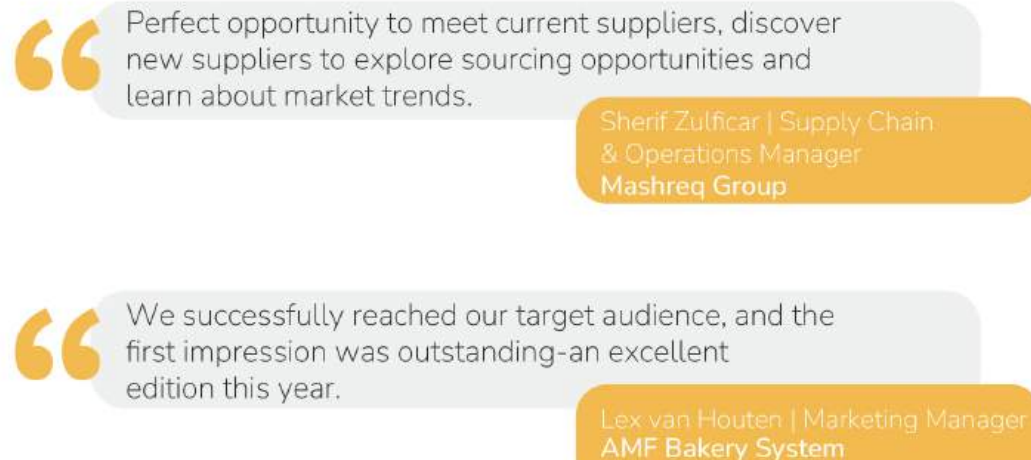 Perfect opportunity to meet current suppliers, discover
new suppliers to explore sourcing opportunities and
learn about market trends.
Sherif Zulficar | Supply Chain
& Operations Manager
Mashreq Group
We successfully reached our target audience, and the
first impression was outstanding-an excellent
edition this year.
Lex van Houten | Marketing Manager
AMF Bakery System